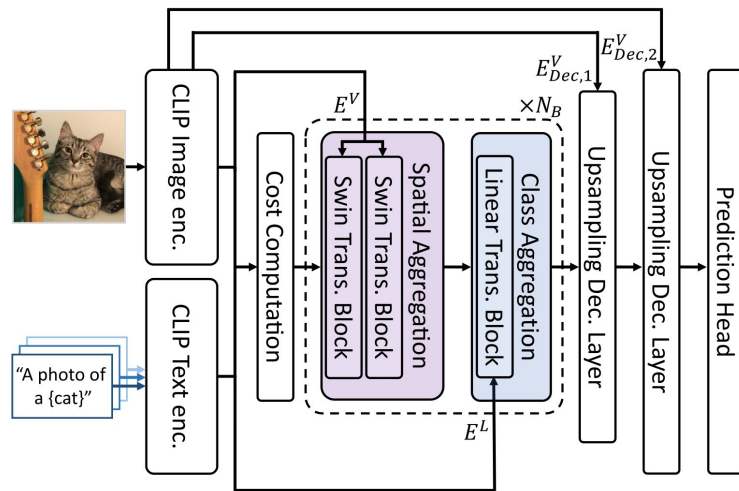 CLIP Image enc.
"A photo of
a {cat}"
CLIP Text enc.
Cost Computation
E^V
×N_B
Swin Trans. Block
Swin Trans. Block
Spatial Aggregation
Linear Trans. Block
Class Aggregation
E^L
E^V_{Dec,1}
E^V_{Dec,2}
Upsampling Dec. Layer
Upsampling Dec. Layer
Prediction Head